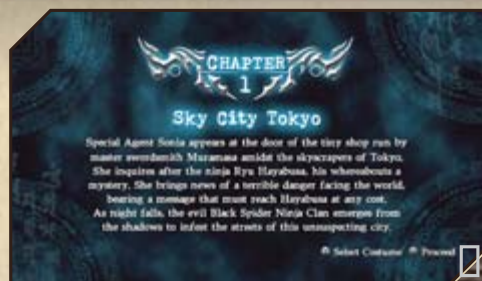 CHAPTER
1
Sky City Tokyo
Special Agent Sonia appears at the door of the tiny shop run by
master swordsmith Muramasa amidst the skyscrapers of Tokyo.
She inquires after the ninja Ryu Hayabusa, his whereabouts a
mystery. She brings news of a terrible danger facing the world,
bearing a message that must reach Hayabusa at any cost.
As night falls, the evil Black Spider Ninja Clan emerges from
the shadows to infest the streets of this unsuspecting city.
Select Costume Proceed